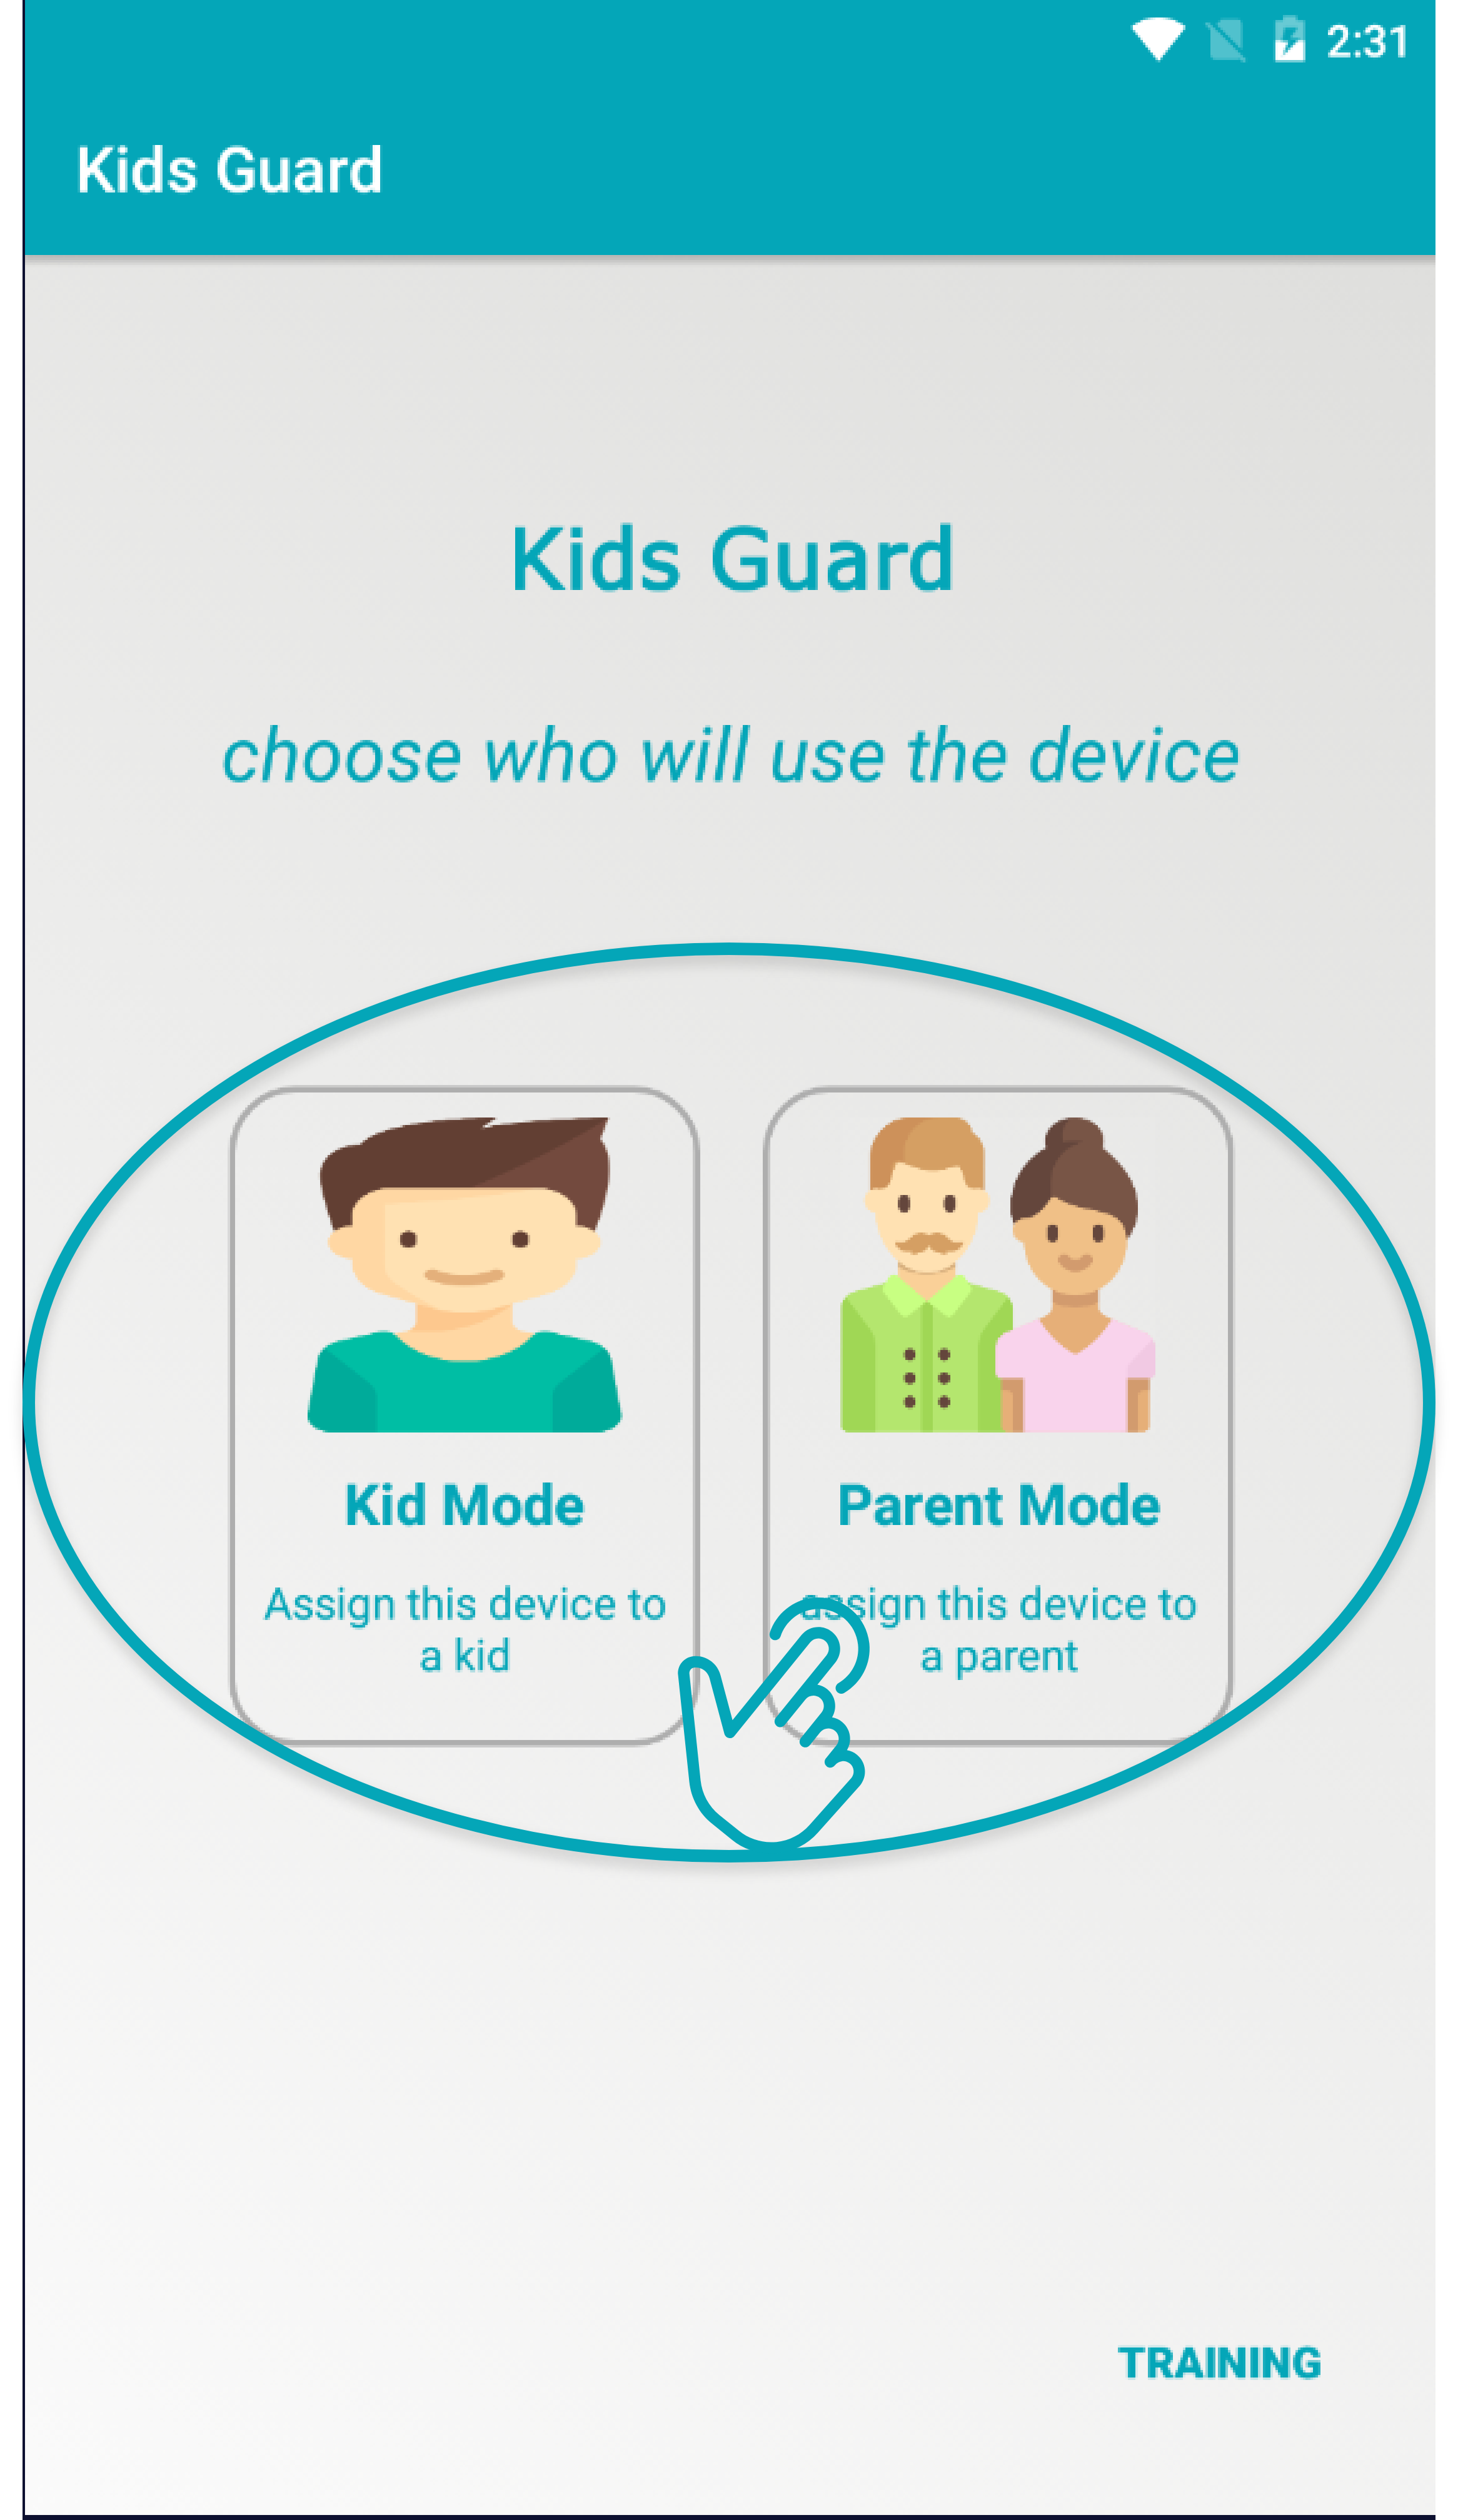 2:31
Kids Guard
Kids Guard
choose who will use the device
Kid Mode
Assign this device to
a kid
Parent Mode
assign this device to
a parent
TRAINING